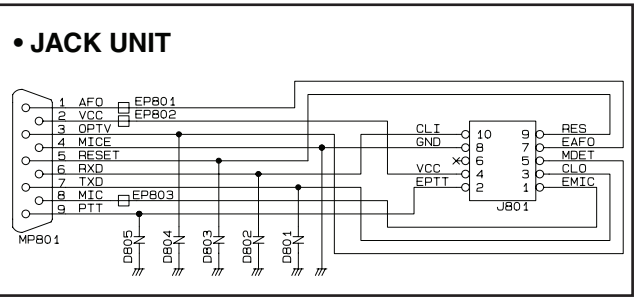 • JACK UNIT
1 AFO EP801
2 VCC EP802
3 OPTV
4 MICE
5 RESET
6 RXD
7 TXD
8 MIC EP803
9 PTT
MP801
D805
D804
D803
D802
D801
CLI 10 9 RES
GND 8 7 EAFO
6 5 MDET
VCC 4 3 CLO
EPTT 2 1 EMIC
J801